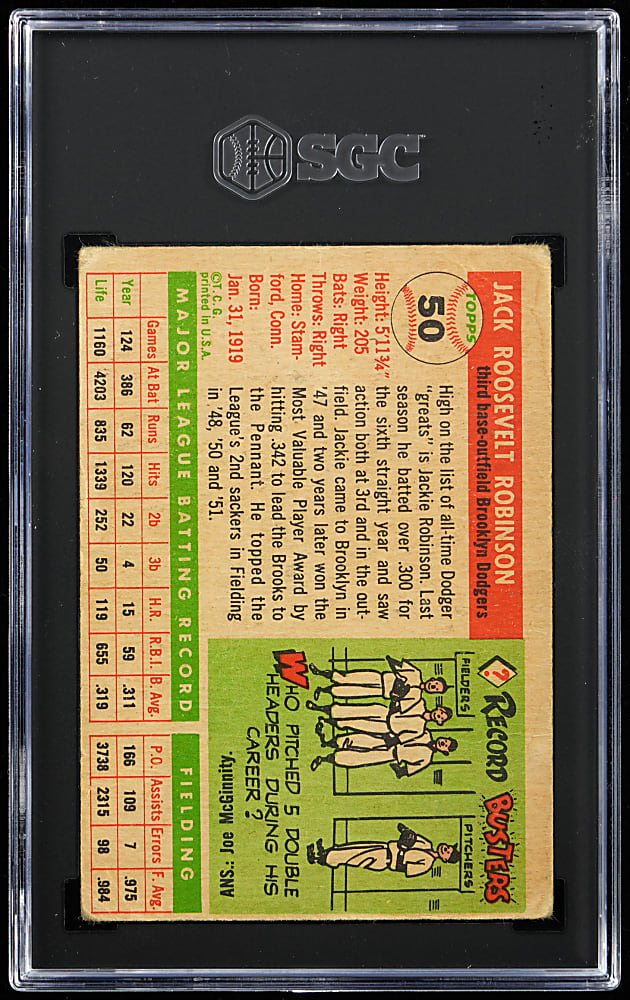 SGC
JACK ROOSEVELT ROBINSON
third base-outfield Brooklyn Dodgers
TOPPS
50
Height: 5'11¾"
Weight: 205
Bats: Right
Throws: Right
Home: Stam-
ford, Conn.
Born:
Jan. 31, 1919
©T. C. G.
printed in U.S.A.
High on the list of all-time Dodger
"greats" is Jackie Robinson. Last
season he batted over .300 for
the sixth straight year and saw
action both at 3rd and in the out-
field. Jackie came to Brooklyn in
'47 and two years later won the
Most Valuable Player Award by
hitting .342 to lead the Brooks to
the Pennant. He topped the
League's 2nd sackers in Fielding
in '48, '50 and '51.
? RECORD BUSTERS
FIELDERS
PITCHERS
WHO PITCHED 5 DOUBLE
HEADERS DURING HIS
CAREER?
ANS.: Joe McGinnity.
MAJOR LEAGUE BATTING RECORD
FIELDING
Games At Bat Runs Hits 2b 3b H.R. R.B.I. B. Avg. P.O. Assists Errors F. Avg.
Year 124 386 62 120 22 4 15 59 .311 166 109 7 .975
Life 1160 4203 835 1339 252 50 119 655 .319 3738 2315 98 .984